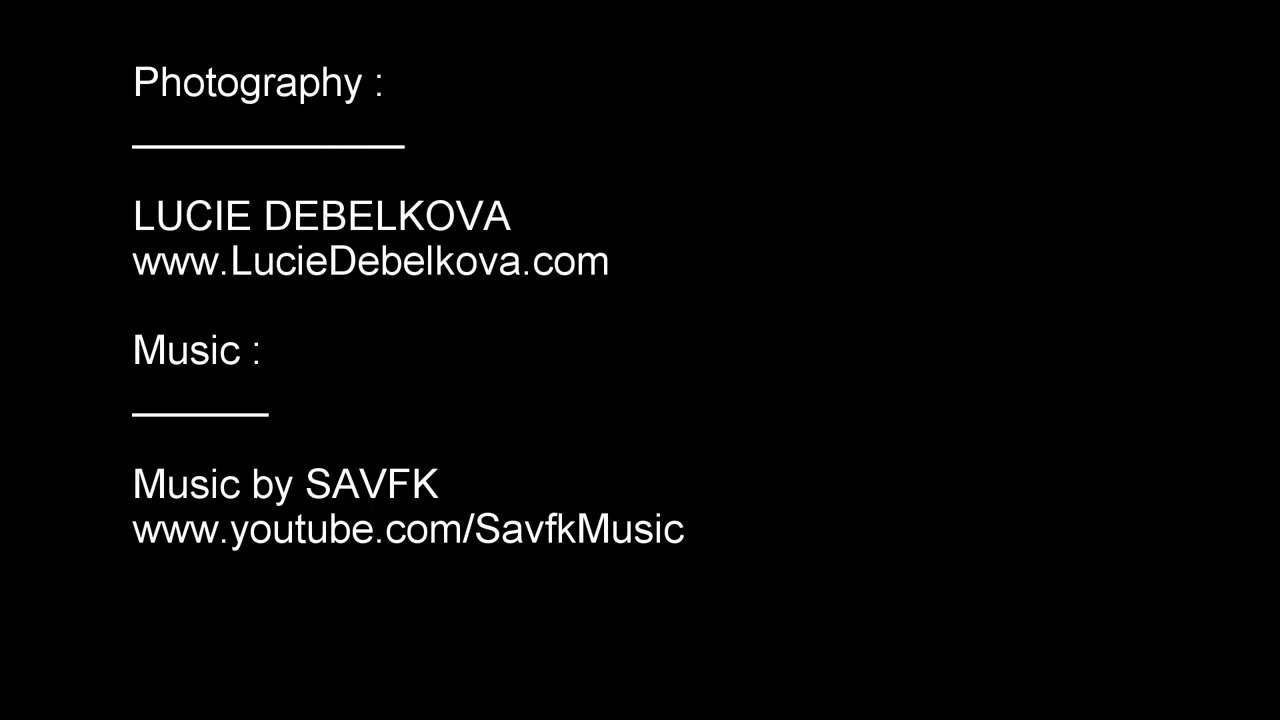 Photography :
LUCIE DEBELKOVA
www.LucieDebelkova.com
Music :
Music by SAVFK
www.youtube.com/SavfkMusic